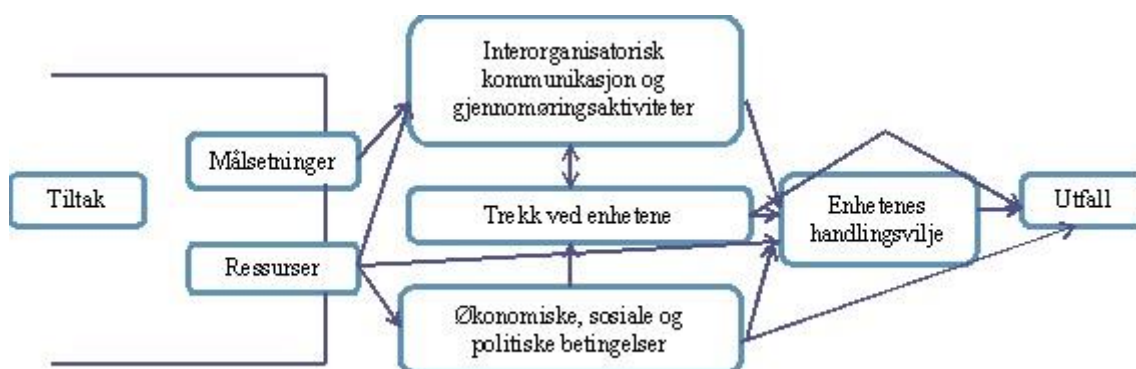 Interorganisatorisk
kommunikasjon og
gjennomøringsaktiviteter
Målsetninger
Tiltak
Trekk ved enhetene
Enhetenes
handlingsvilje
Utfall
Ressurser
Økonomiske, sosiale og
politiske betingelser